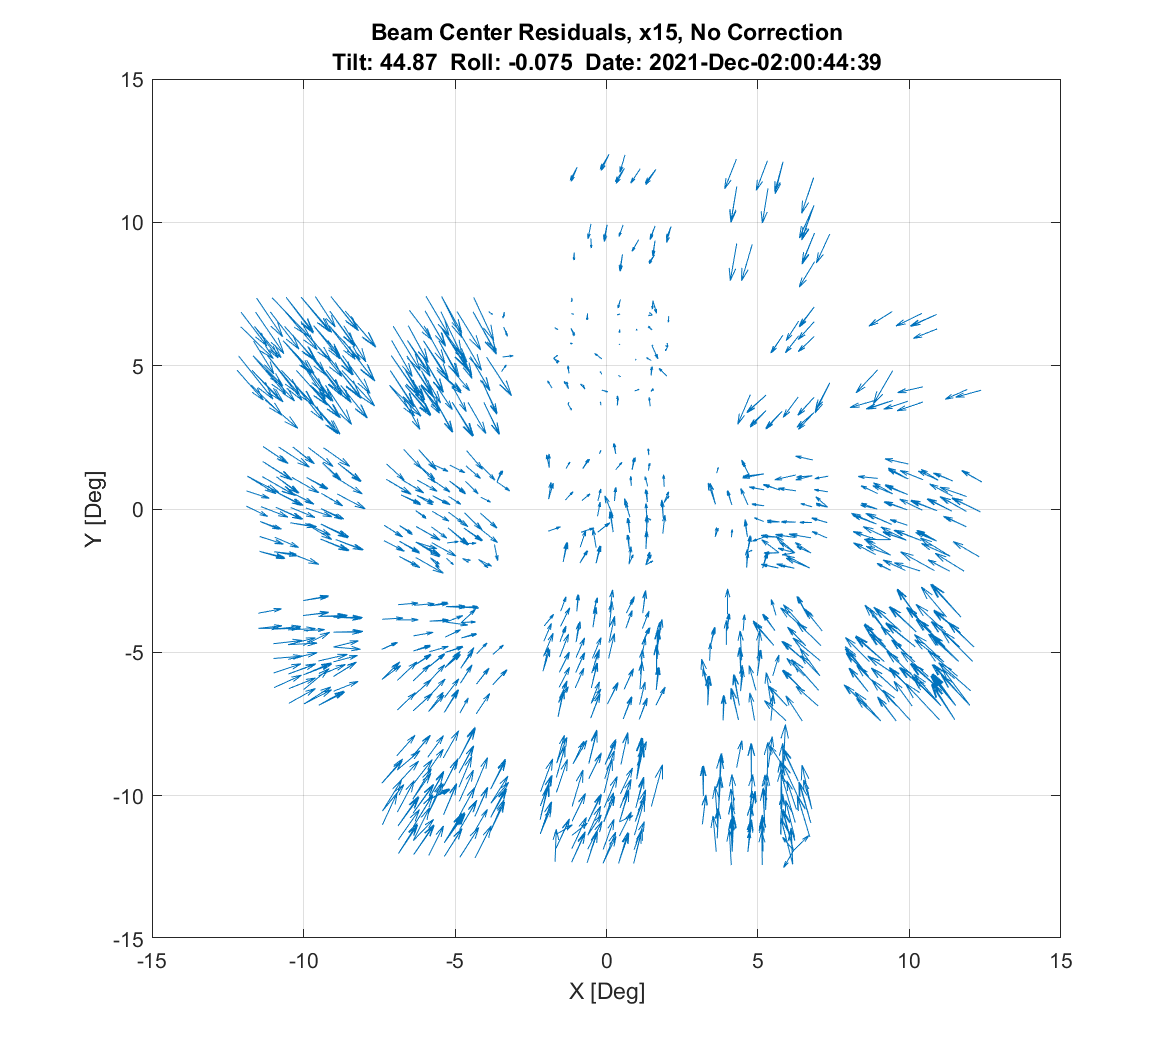 Beam Center Residuals, x15, No Correction
Tilt: 44.87 Roll: -0.075 Date: 2021-Dec-02:00:44:39
15
10
5
0
-5
-10
-15
Y [Deg]
-15 -10 -5 0 5 10 15
X [Deg]